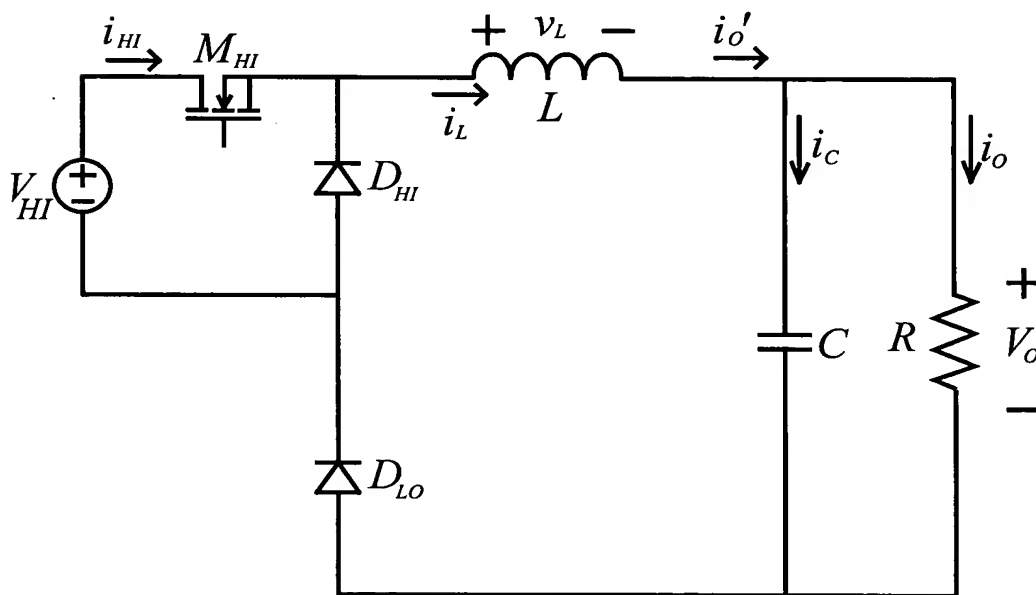 i_HI
M_HI
+ v_L −
i_o'
i_L
L
i_C
i_o
V_HI
+
−
D_HI
C
R
+
V_o
−
D_LO